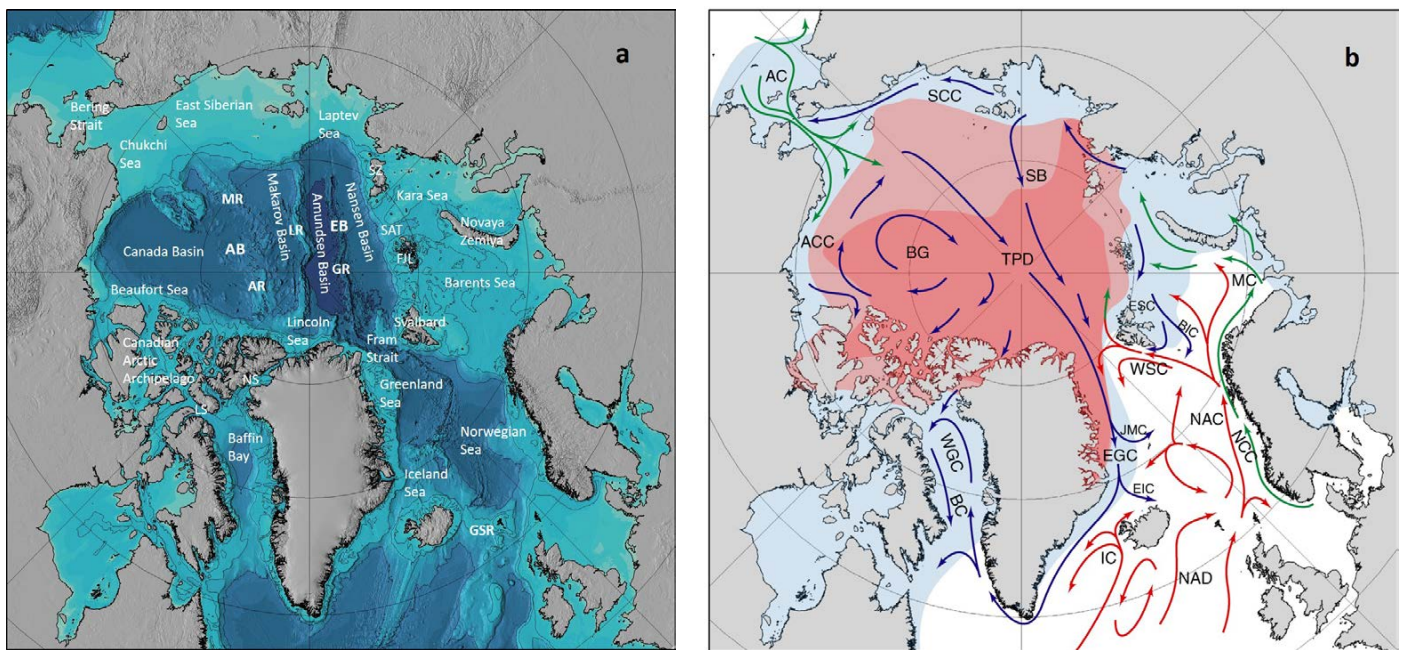 a
Bering
Strait
East Siberian
Sea
Laptev
Sea
Chukchi
Sea
SZ
Kara Sea
MR
Makarov Basin
LR
Amundsen Basin
EB
Nansen Basin
SAT
Novaya
Zemlya
Canada Basin
AB
GR
FJL
Beaufort Sea
AR
Barents Sea
Lincoln
Sea
Svalbard
Fram
Strait
Canadian
Arctic
Archipelago
NS
Greenland
Sea
LS
Baffin
Bay
Norwegian
Sea
Iceland
Sea
GSR
b
AC
SCC
SB
ACC
BG
TPD
MC
ESC
BIC
WSC
JMC
NAC
WGC
EGC
NCC
BC
EIC
IC
NAD